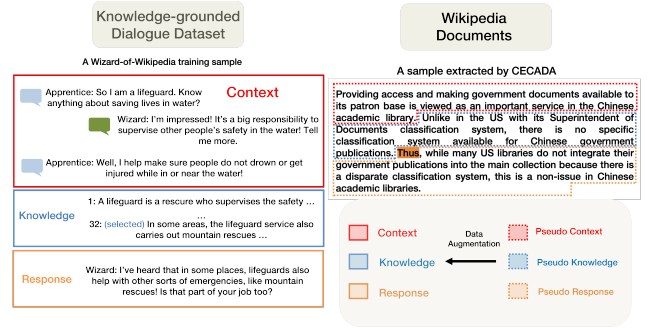 Knowledge-grounded
Dialogue Dataset
A Wizard-of-Wikipedia training sample
Apprentice: So I am a lifeguard. Know
anything about saving lives in water?
Context
Wizard: I'm impressed! It's a big responsibility to
supervise other people's safety in the water! Tell
me more.
Apprentice: Well, I help make sure people do not drown or get
injured while in or near the water!
Knowledge
1: A lifeguard is a rescure who supervises the safety …
…
32: (selected) In some areas, the lifeguard service also
carries out mountain rescues …
Response
Wizard: I've heard that in some places, lifeguards also
help with other sorts of emergencies, like mountain
rescues! Is that part of your job too?
Wikipedia
Documents
A sample extracted by CECADA
Providing access and making government documents available to
its patron base is viewed as an important service in the Chinese
academic library. Unlike in the US with its Superintendent of
Documents classification system, there is no specific
classification system available for Chinese government
publications. Thus, while many US libraries do not integrate their
government publications into the main collection because there is
a disparate classification system, this is a non-issue in Chinese
academic libraries.
Context
Knowledge
Response
Data
Augmentation
Pseudo Context
Pseudo Knowledge
Pseudo Response